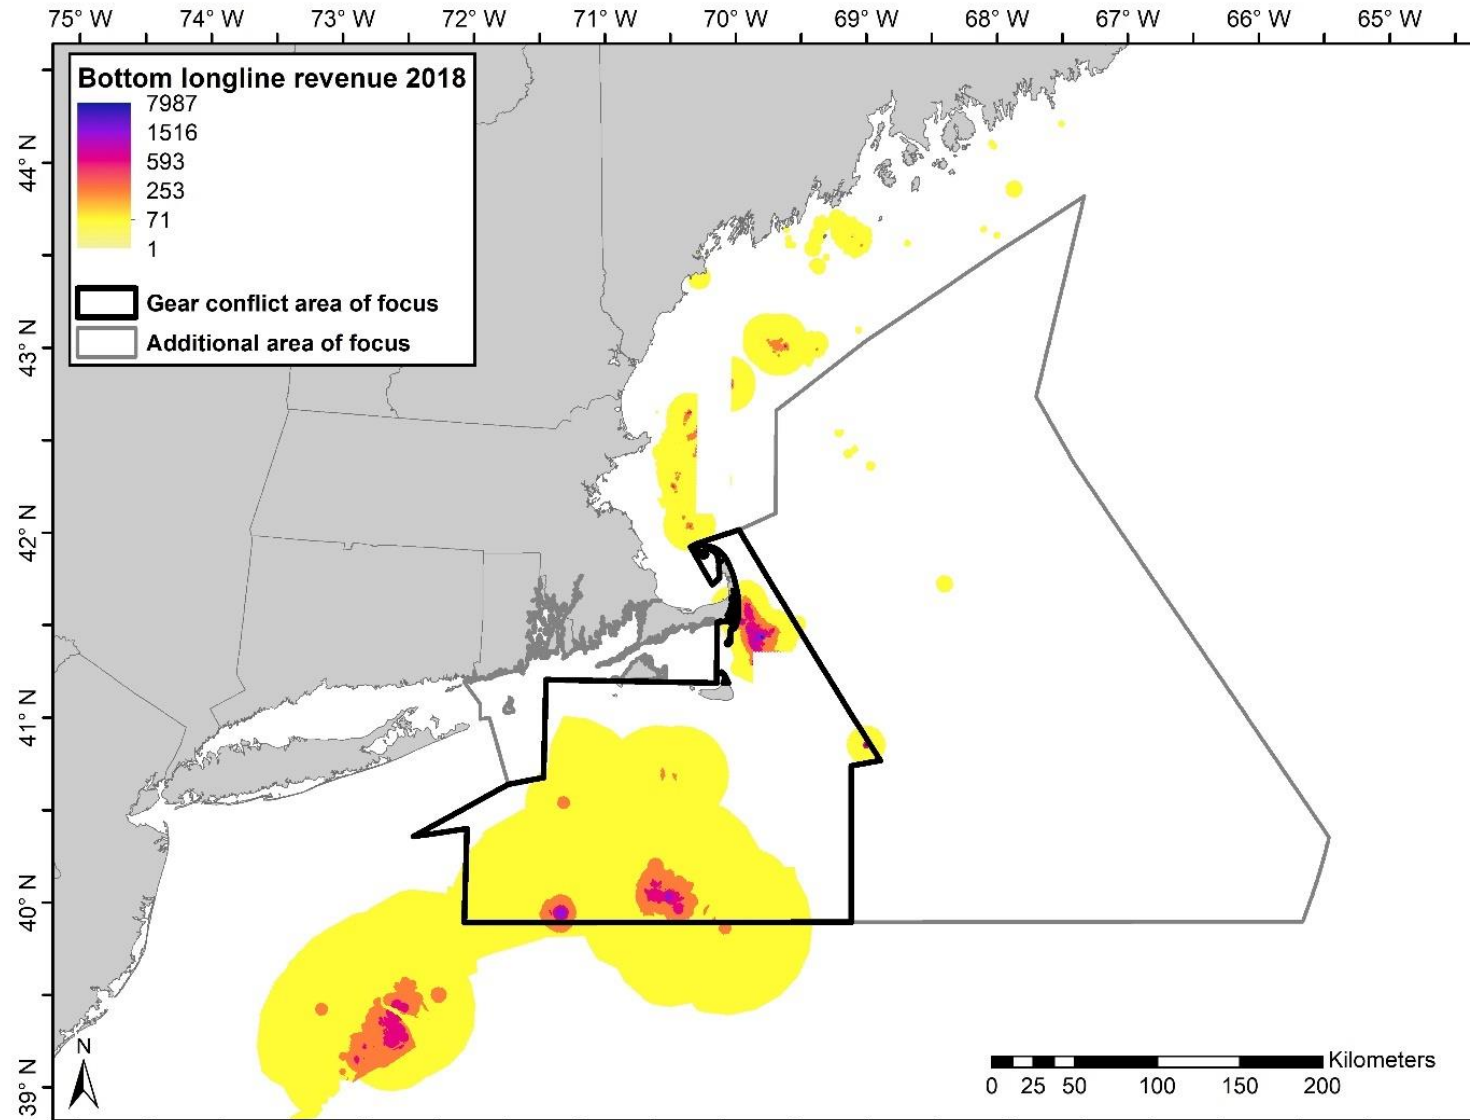 75° W 74° W 73° W 72° W 71° W 70° W 69° W 68° W 67° W 66° W 65° W
Bottom longline revenue 2018
7987
1516
593
253
71
1
Gear conflict area of focus
Additional area of focus
44° N
43° N
42° N
41° N
40° N
39° N
N
Kilometers
0 25 50 100 150 200